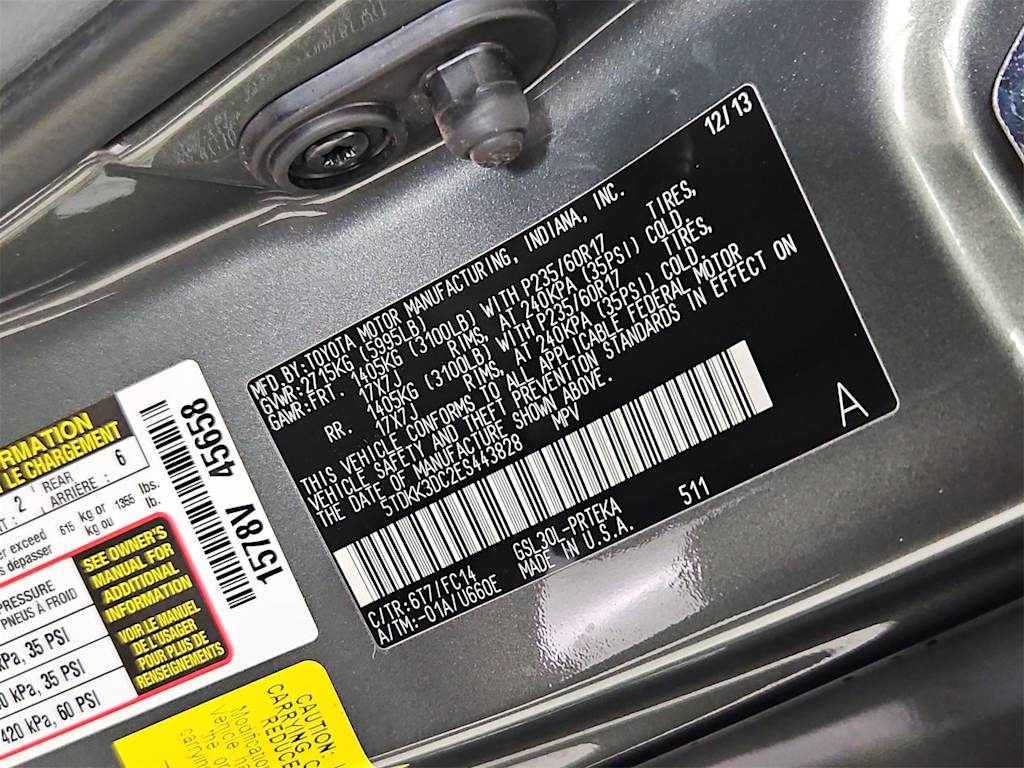 12/13
MFD.BY:TOYOTA MOTOR MANUFACTURING, INDIANA, INC.
GVWR:2715KG (5995LB)
GAWR:FRT. 1405KG (3100LB) WITH P235/60R17 TIRES,
17X7J RIMS, AT 240KPA (35PSI) COLD.
RR. 1405KG (3100LB) WITH P235/60R17 TIRES,
17X7J RIMS, AT 240KPA (35PSI) COLD.
THIS VEHICLE CONFORMS TO ALL APPLICABLE FEDERAL MOTOR
VEHICLE SAFETY AND THEFT PREVENTION STANDARDS IN EFFECT ON
THE DATE OF MANUFACTURE SHOWN ABOVE.
5TDKK3DC2ES443828 MPV
C/TR:6T7/FC14 GSL30L-PRTEKA 511
A/TM:-01A/U660E MADE IN U.S.A.
A
LE CHARGEMENT
2 REAR
ARRIÈRE : 6
exceed 615 kg or 1355 lbs.
dépasser kg ou lb.
PRESSURE
PNEUS À FROID
kPa, 35 PSI
kPa, 35 PSI
420 kPa, 60 PSI
SEE OWNER'S
MANUAL FOR
ADDITIONAL
INFORMATION
VOIR LE MANUEL
DE L'USAGER
POUR PLUS DE
RENSEIGNEMENTS
1578V 45658
CAUTION:
CARRYING
REDUCE